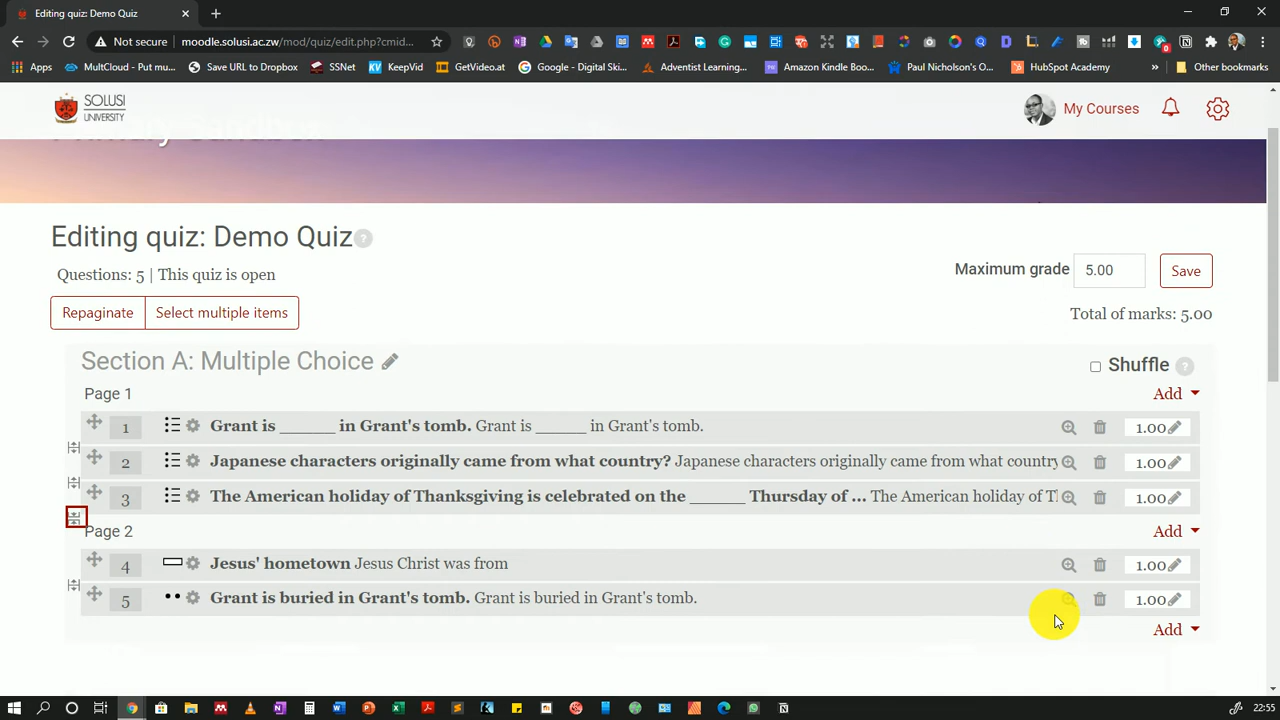 Editing quiz: Demo Quiz
Not secure moodle.solusi.ac.zw/mod/quiz/edit.php?cmid...
Apps MultCloud - Put mu... Save URL to Dropbox SSNet KeepVid GetVideo.at Google - Digital Ski... Adventist Learning... Amazon Kindle Boo... Paul Nicholson's O... HubSpot Academy » Other bookmarks
SOLUSI
UNIVERSITY
My Courses
Editing quiz: Demo Quiz ?
Questions: 5 | This quiz is open
Maximum grade 5.00 Save
Repaginate Select multiple items
Total of marks: 5.00
Section A: Multiple Choice
Shuffle ?
Page 1
Add
1 Grant is ______ in Grant's tomb. Grant is ______ in Grant's tomb. 1.00
2 Japanese characters originally came from what country? Japanese characters originally came from what country 1.00
3 The American holiday of Thanksgiving is celebrated on the ______ Thursday of ... The American holiday of Tl 1.00
Page 2
Add
4 Jesus' hometown Jesus Christ was from 1.00
5 Grant is buried in Grant's tomb. Grant is buried in Grant's tomb. 1.00
Add
22:55